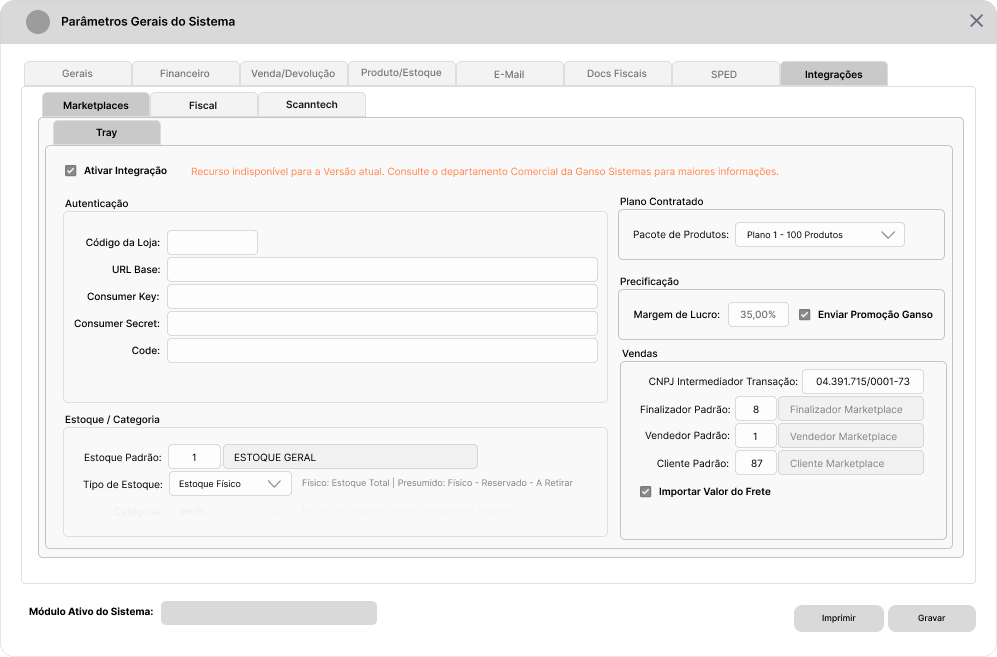 Parâmetros Gerais do Sistema
Gerais
Financeiro
Venda/Devolução
Produto/Estoque
E-Mail
Docs Fiscais
SPED
Integrações
Marketplaces
Fiscal
Scanntech
Tray
Ativar Integração
Recurso indisponível para a Versão atual. Consulte o departamento Comercial da Ganso Sistemas para maiores informações.
Autenticação
Código da Loja:
URL Base:
Consumer Key:
Consumer Secret:
Code:
Estoque / Categoria
Estoque Padrão: 1 ESTOQUE GERAL
Tipo de Estoque: Estoque Físico Físico: Estoque Total | Presumido: Físico - Reservado - A Retirar
Categoria: Seção
Plano Contratado
Pacote de Produtos: Plano 1 - 100 Produtos
Precificação
Margem de Lucro: 35,00% Enviar Promoção Ganso
Vendas
CNPJ Intermediador Transação: 04.391.715/0001-73
Finalizador Padrão: 8 Finalizador Marketplace
Vendedor Padrão: 1 Vendedor Marketplace
Cliente Padrão: 87 Cliente Marketplace
Importar Valor do Frete
Módulo Ativo do Sistema:
Imprimir
Gravar